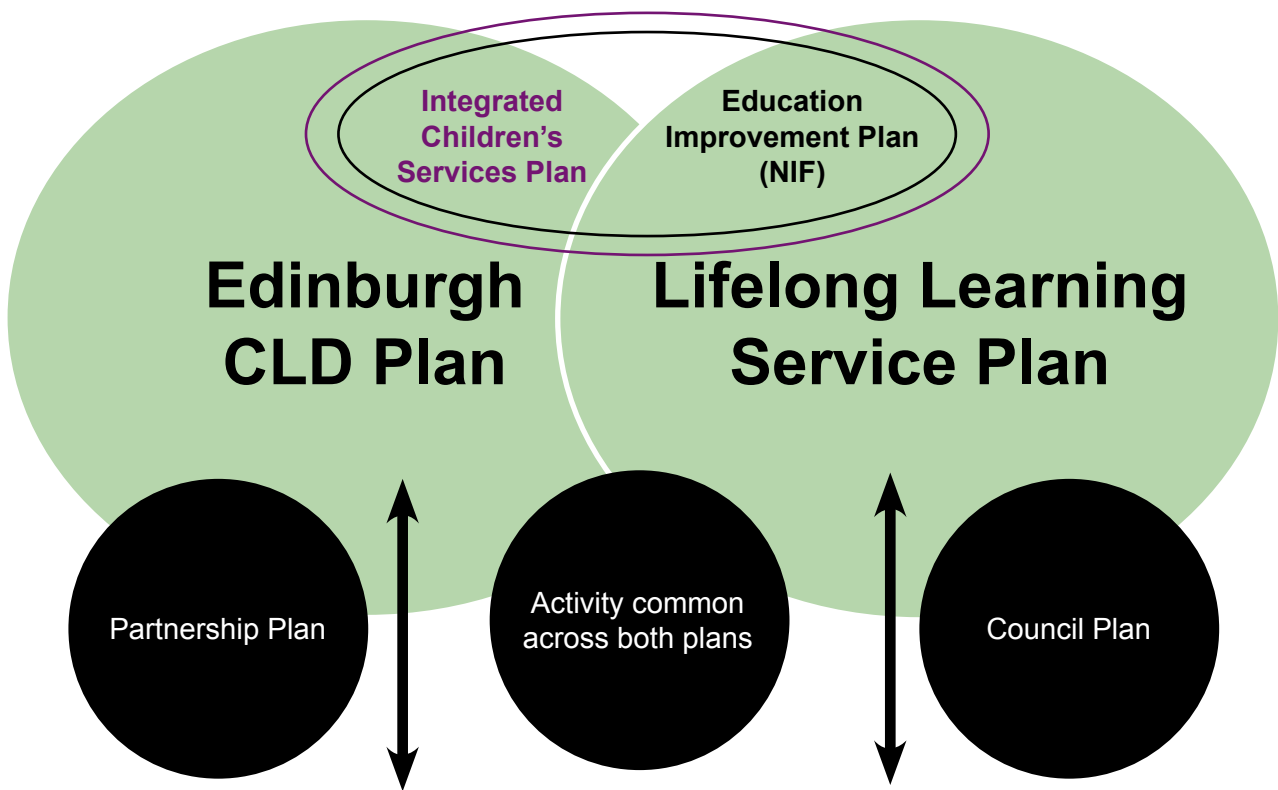 Integrated
Children’s
Services Plan
Education
Improvement Plan
(NIF)
Edinburgh
CLD Plan
Lifelong Learning
Service Plan
Partnership Plan
Activity common
across both plans
Council Plan